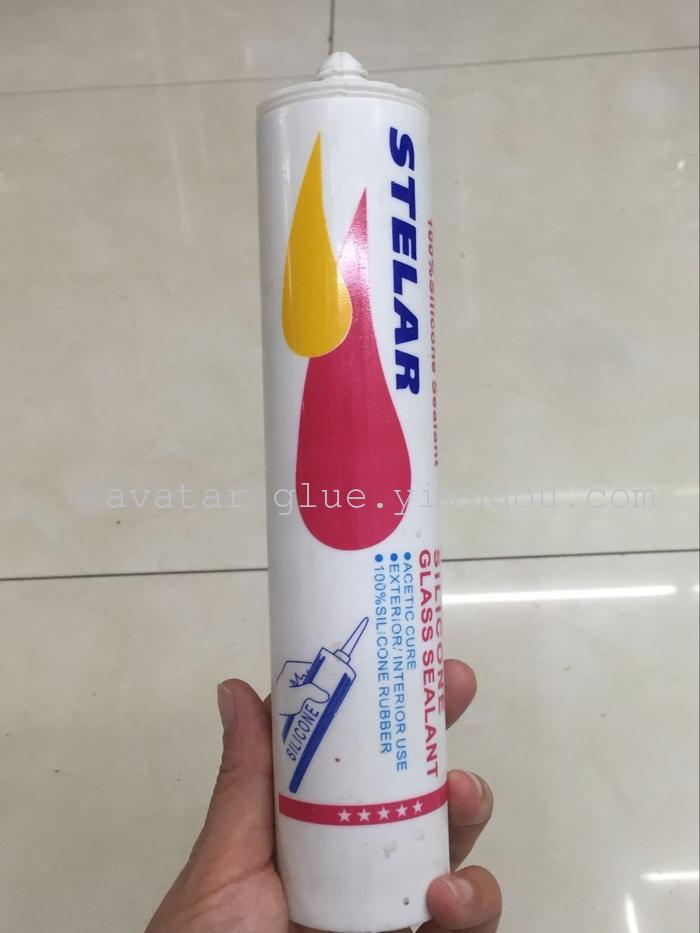 STELAR
100%Silicone Sealant
SILICONE
GLASS SEALANT
●ACETIC CURE
●EXTERIOR/INTERIOR USE
●100%SILICONE RUBBER
SILICONE
avatar-glue.yiwugou.com